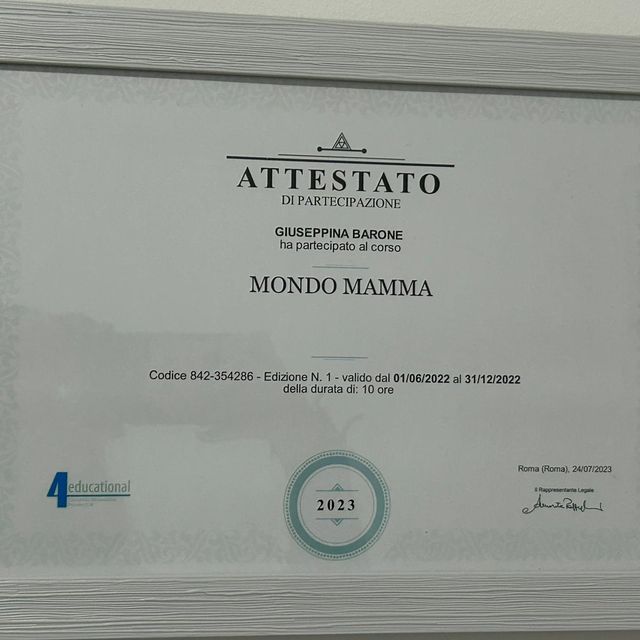 ATTESTATO
DI PARTECIPAZIONE
GIUSEPPINA BARONE
ha partecipato al corso
MONDO MAMMA
Codice 842-354286 - Edizione N. 1 - valido dal 01/06/2022 al 31/12/2022
della durata di: 10 ore
4educational
2023
Roma (Roma), 24/07/2023
Il Rappresentante Legale